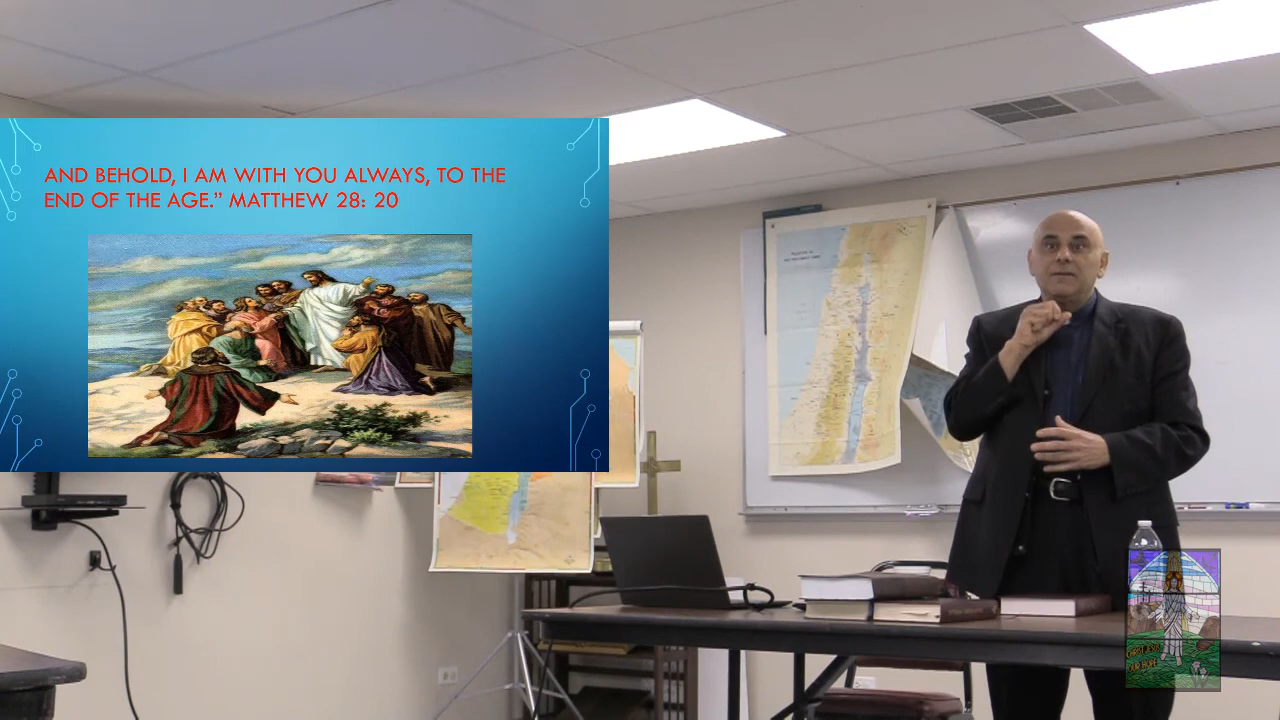 AND BEHOLD, I AM WITH YOU ALWAYS, TO THE
END OF THE AGE.” MATTHEW 28: 20
CHRIST JESUS
OUR HOPE